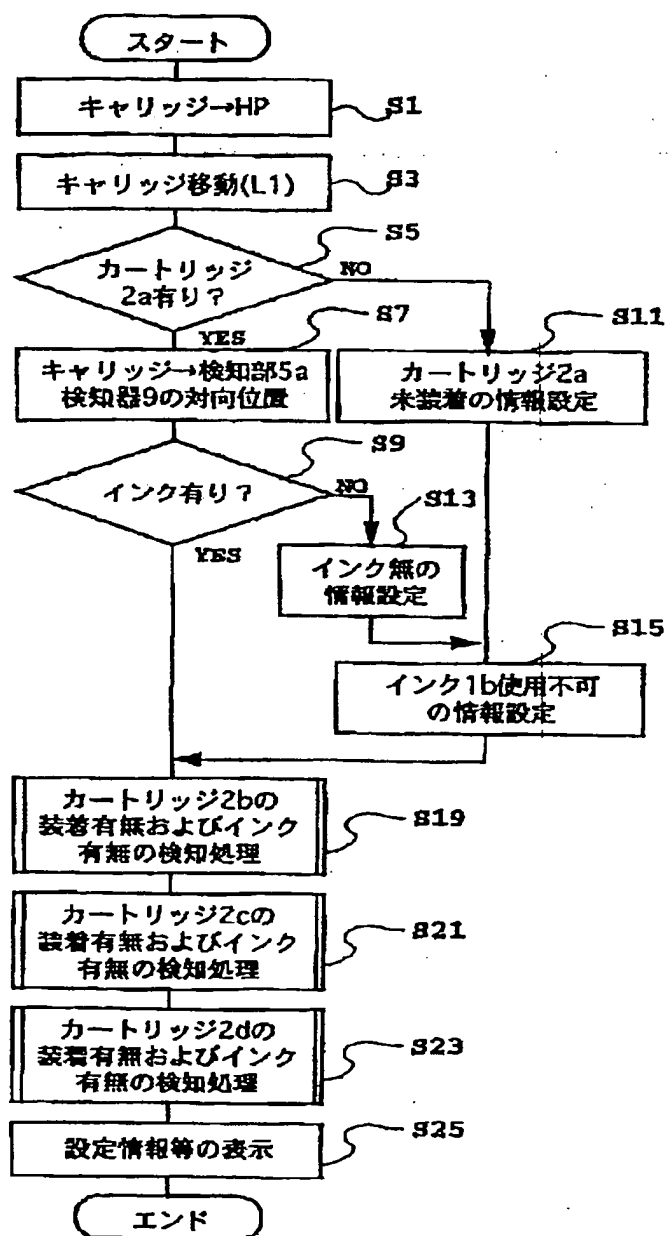 スタート
キャリッジ→HP
S1
キャリッジ移動(L1)
S3
カートリッジ
2a有り？
S5
NO
YES
キャリッジ→検知部5a
検知器9の対向位置
S7
カートリッジ2a
未装着の情報設定
S11
インク有り？
S9
NO
YES
インク無の
情報設定
S13
インク1b使用不可
の情報設定
S15
カートリッジ2bの
装着有無およびインク
有無の検知処理
S19
カートリッジ2cの
装着有無およびインク
有無の検知処理
S21
カートリッジ2dの
装着有無およびインク
有無の検知処理
S23
設定情報等の表示
S25
エンド